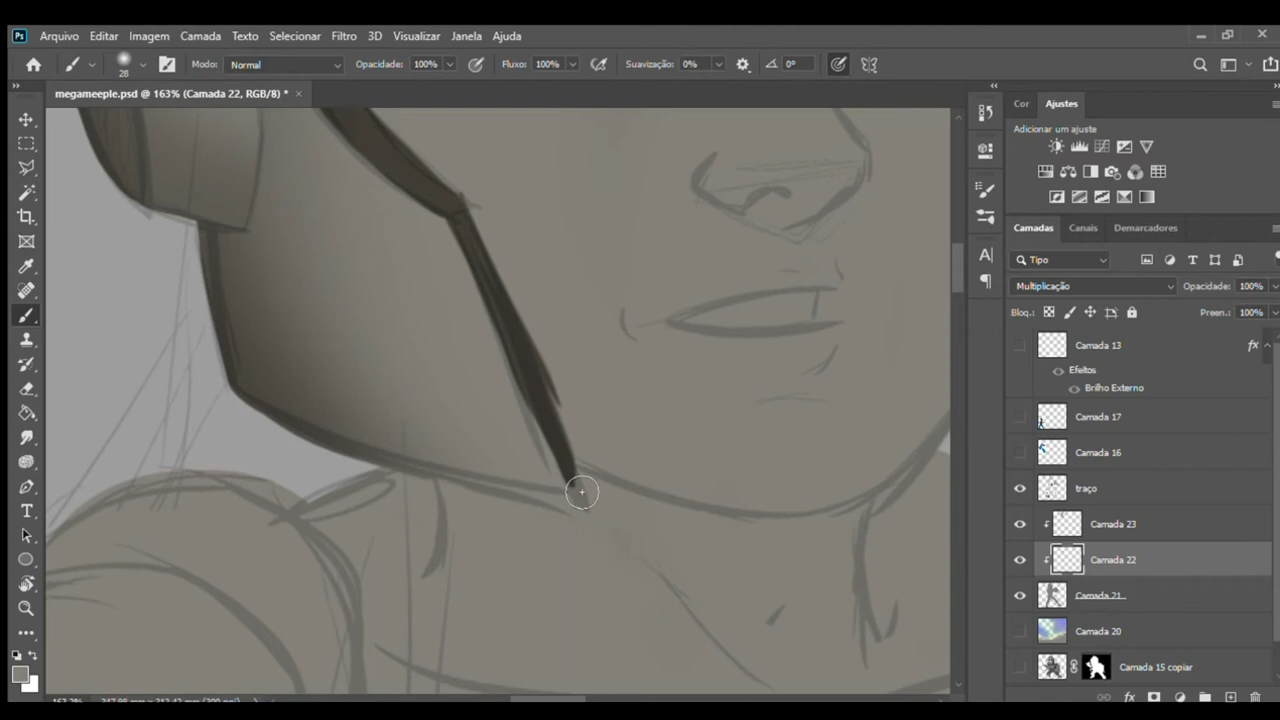 Ps Arquivo Editar Imagem Camada Texto Selecionar Filtro 3D Visualizar Janela Ajuda
28 Modo: Normal Opacidade: 100% Fluxo: 100% Suavização: 0% 0°
megameeple.psd @ 163% (Camada 22, RGB/8) *
Cor Ajustes
Adicionar um ajuste
Camadas Canais Demarcadores
Tipo
Multiplicação Opacidade: 100%
Bloq.: Preen.: 100%
Camada 13 fx
Efeitos
Brilho Externo
Camada 17
Camada 16
traço
Camada 23
Camada 22
Camada 21
Camada 20
Camada 15 copiar